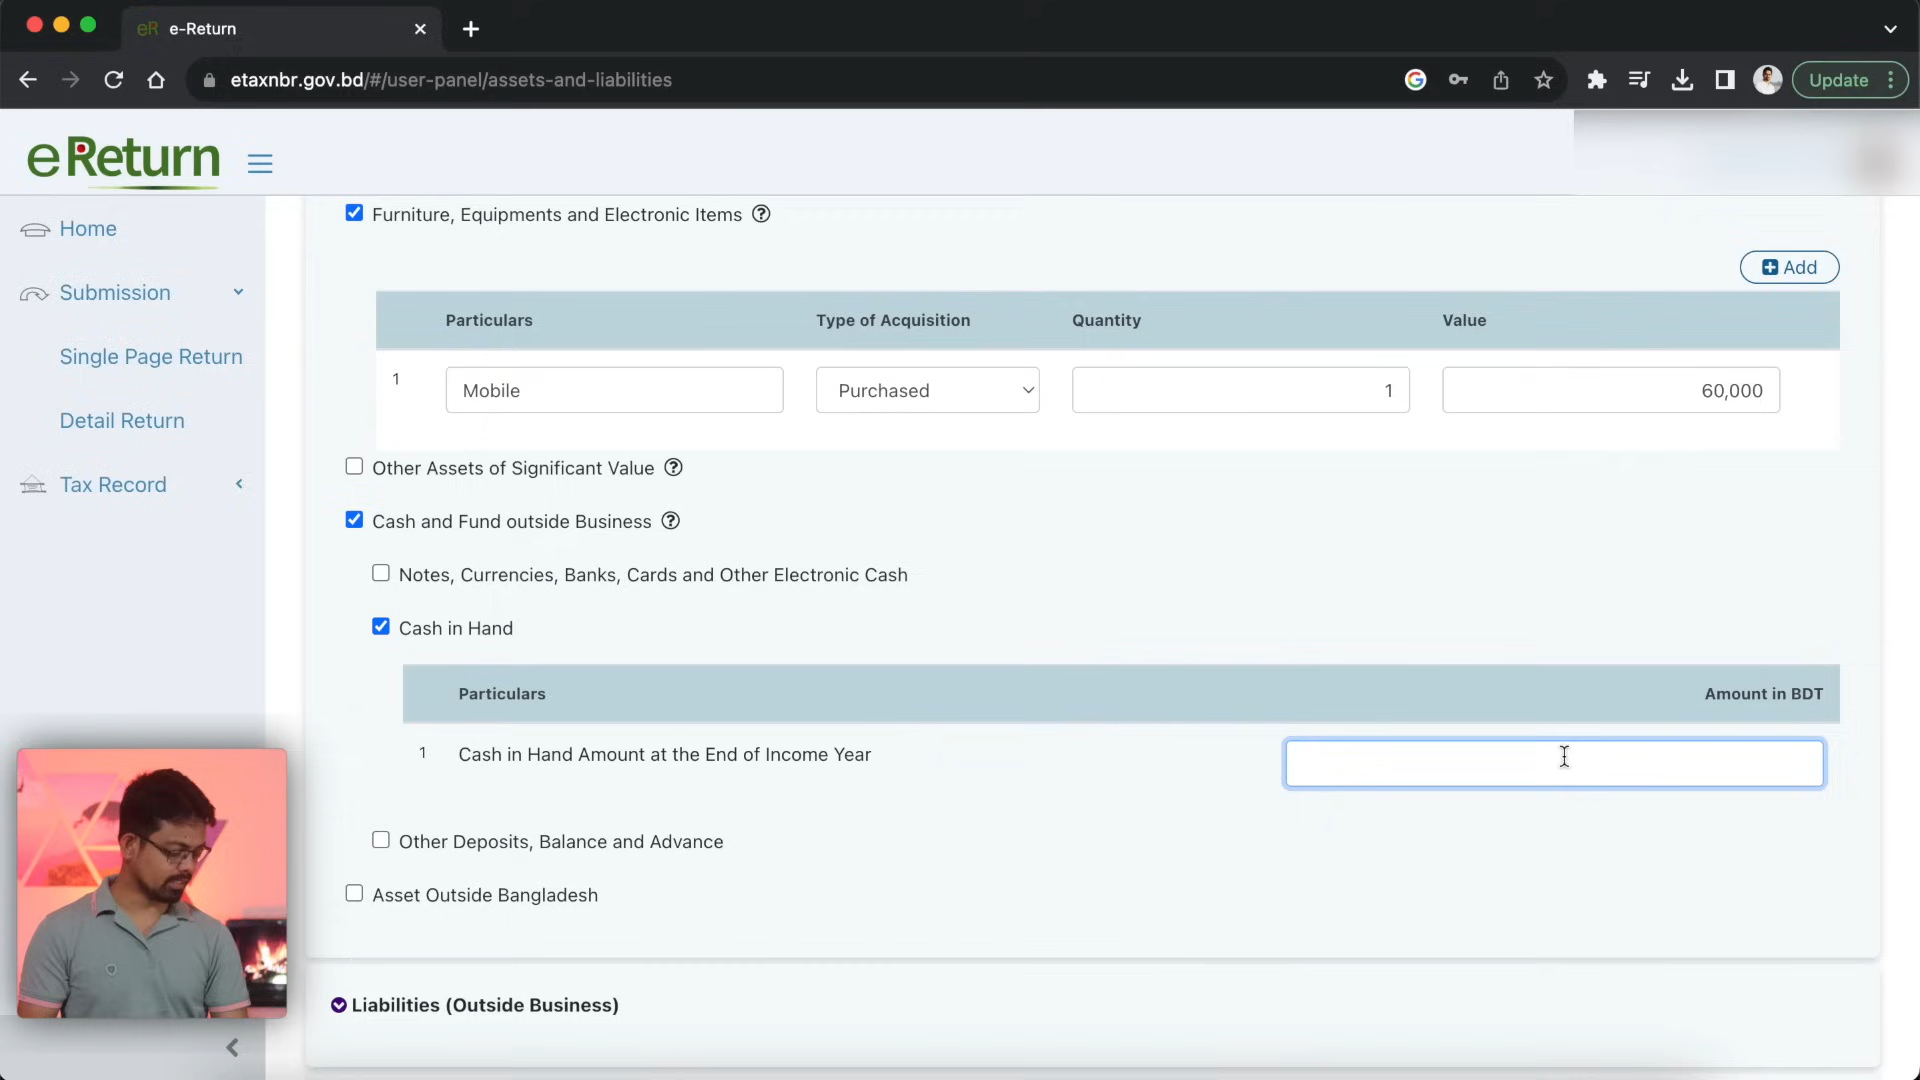 eR e-Return
etaxnbr.gov.bd/#/user-panel/assets-and-liabilities
Update
e Return
Home
Submission
Single Page Return
Detail Return
Tax Record
Furniture, Equipments and Electronic Items
Add
Particulars Type of Acquisition Quantity Value
1 Mobile Purchased 1 60,000
Other Assets of Significant Value
Cash and Fund outside Business
Notes, Currencies, Banks, Cards and Other Electronic Cash
Cash in Hand
Particulars Amount in BDT
1 Cash in Hand Amount at the End of Income Year
Other Deposits, Balance and Advance
Asset Outside Bangladesh
Liabilities (Outside Business)